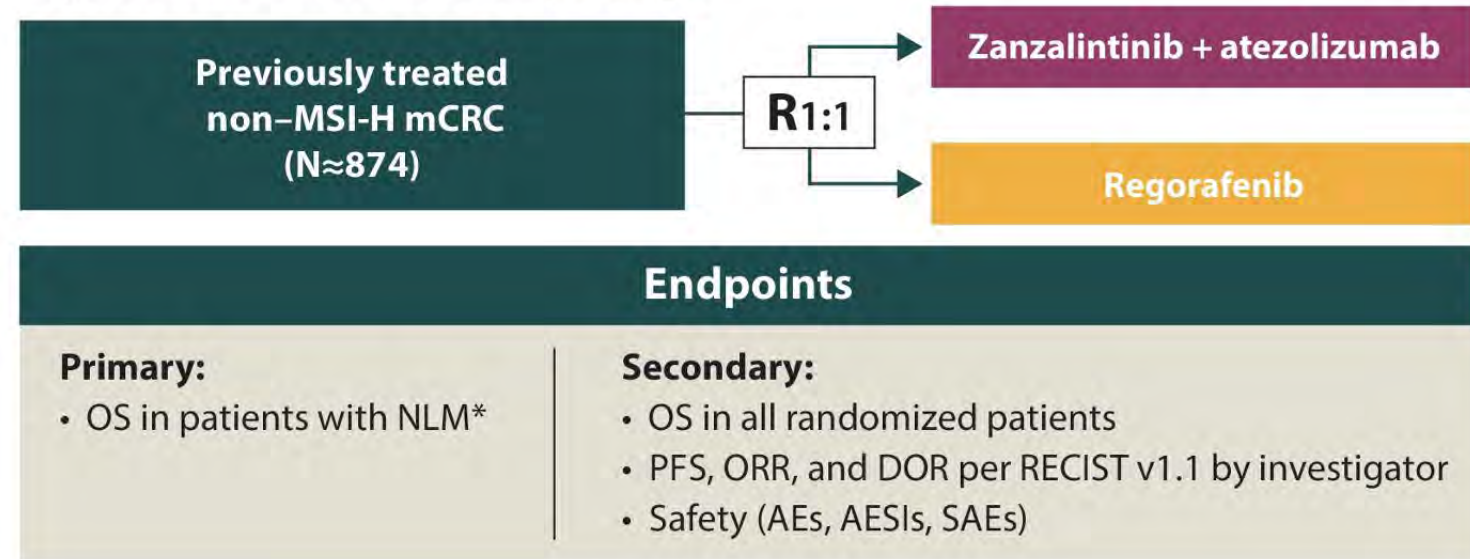 Previously treated
non–MSI-H mCRC
(N≈874)
R1:1
Zanzalintinib + atezolizumab
Regorafenib
Endpoints
Primary:
• OS in patients with NLM*
Secondary:
• OS in all randomized patients
• PFS, ORR, and DOR per RECIST v1.1 by investigator
• Safety (AEs, AESIs, SAEs)